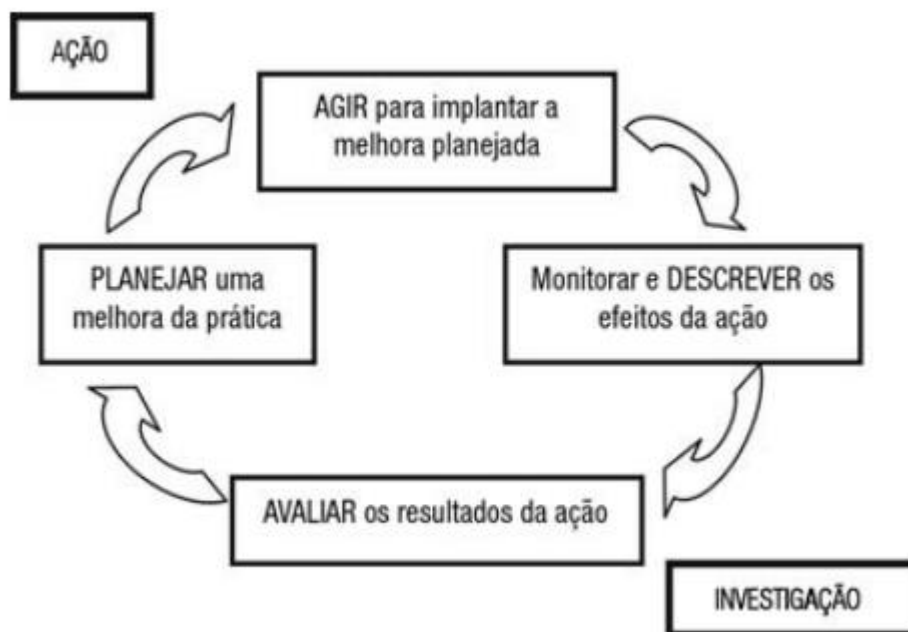 AÇÃO
AGIR para implantar a
melhora planejada
PLANEJAR uma
melhora da prática
Monitorar e DESCREVER os
efeitos da ação
AVALIAR os resultados da ação
INVESTIGAÇÃO